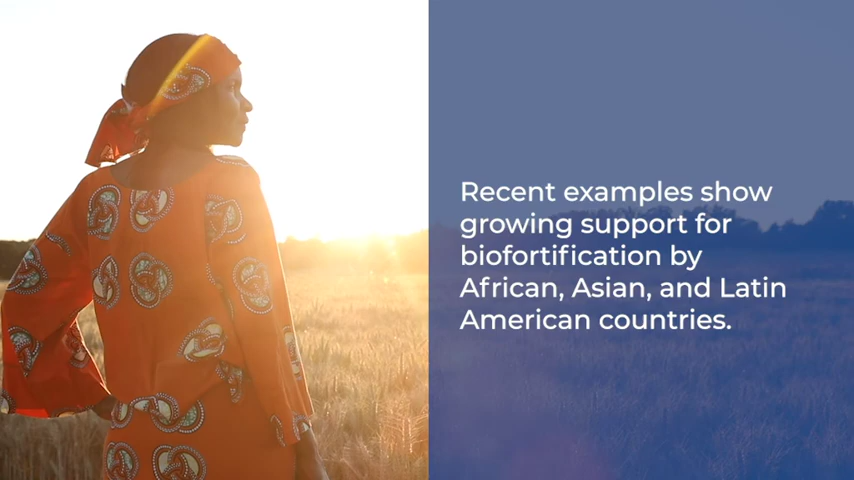 Recent examples show
growing support for
biofortification by
African, Asian, and Latin
American countries.